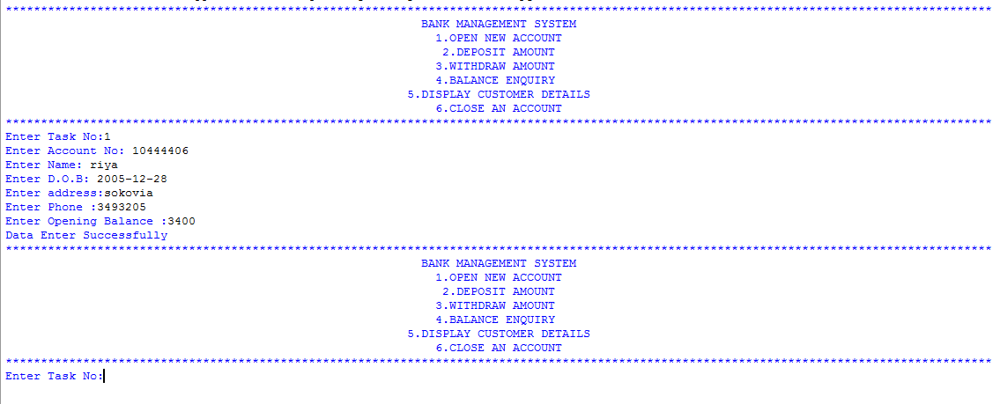 ********************************************************************************************************************************************
BANK MANAGEMENT SYSTEM
1.OPEN NEW ACCOUNT
2.DEPOSIT AMOUNT
3.WITHDRAW AMOUNT
4.BALANCE ENQUIRY
5.DISPLAY CUSTOMER DETAILS
6.CLOSE AN ACCOUNT
********************************************************************************************************************************************
Enter Task No:1
Enter Account No: 10444406
Enter Name: riya
Enter D.O.B: 2005-12-28
Enter address:sokovia
Enter Phone :3493205
Enter Opening Balance :3400
Data Enter Successfully
********************************************************************************************************************************************
BANK MANAGEMENT SYSTEM
1.OPEN NEW ACCOUNT
2.DEPOSIT AMOUNT
3.WITHDRAW AMOUNT
4.BALANCE ENQUIRY
5.DISPLAY CUSTOMER DETAILS
6.CLOSE AN ACCOUNT
********************************************************************************************************************************************
Enter Task No: